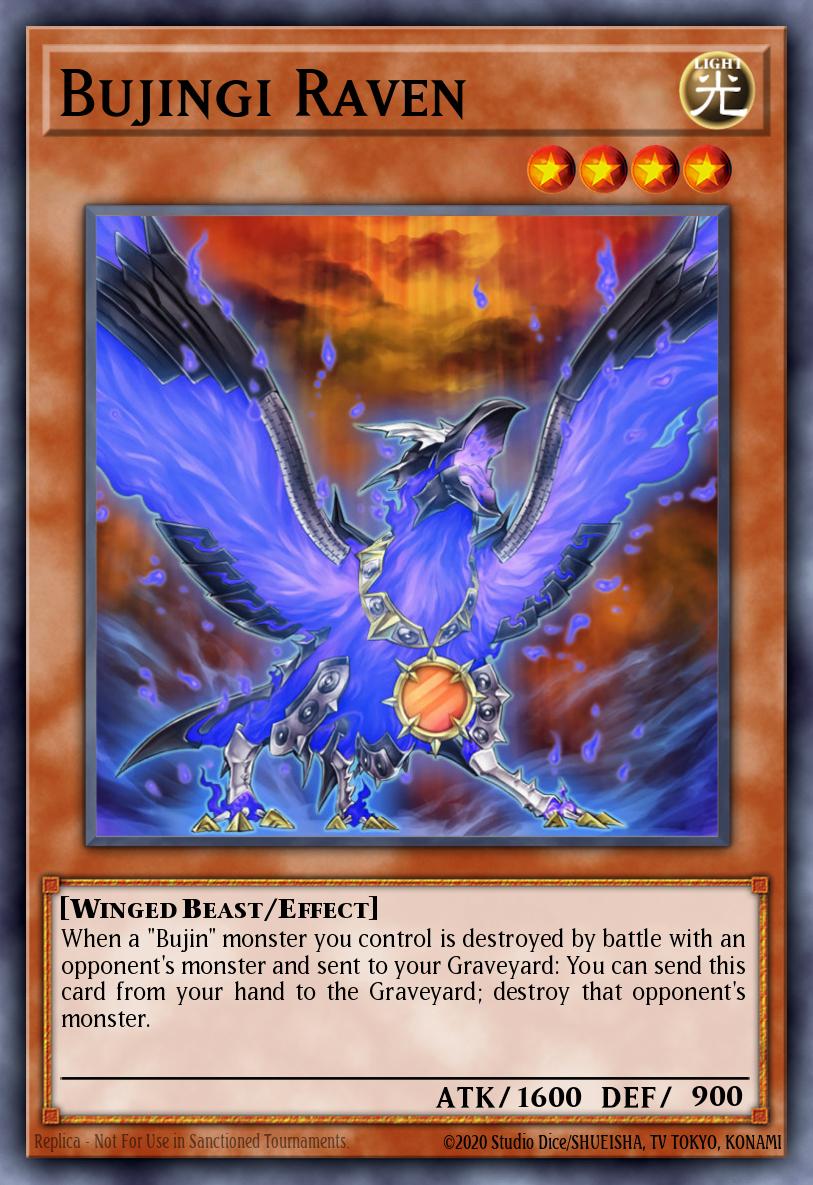 Bujingi Raven
LIGHT
光
[Winged Beast/Effect]
When a "Bujin" monster you control is destroyed by battle with an
opponent's monster and sent to your Graveyard: You can send this
card from your hand to the Graveyard; destroy that opponent's
monster.
ATK/1600 DEF/ 900
Replica - Not For Use in Sanctioned Tournaments.
©2020 Studio Dice/SHUEISHA, TV TOKYO, KONAMI